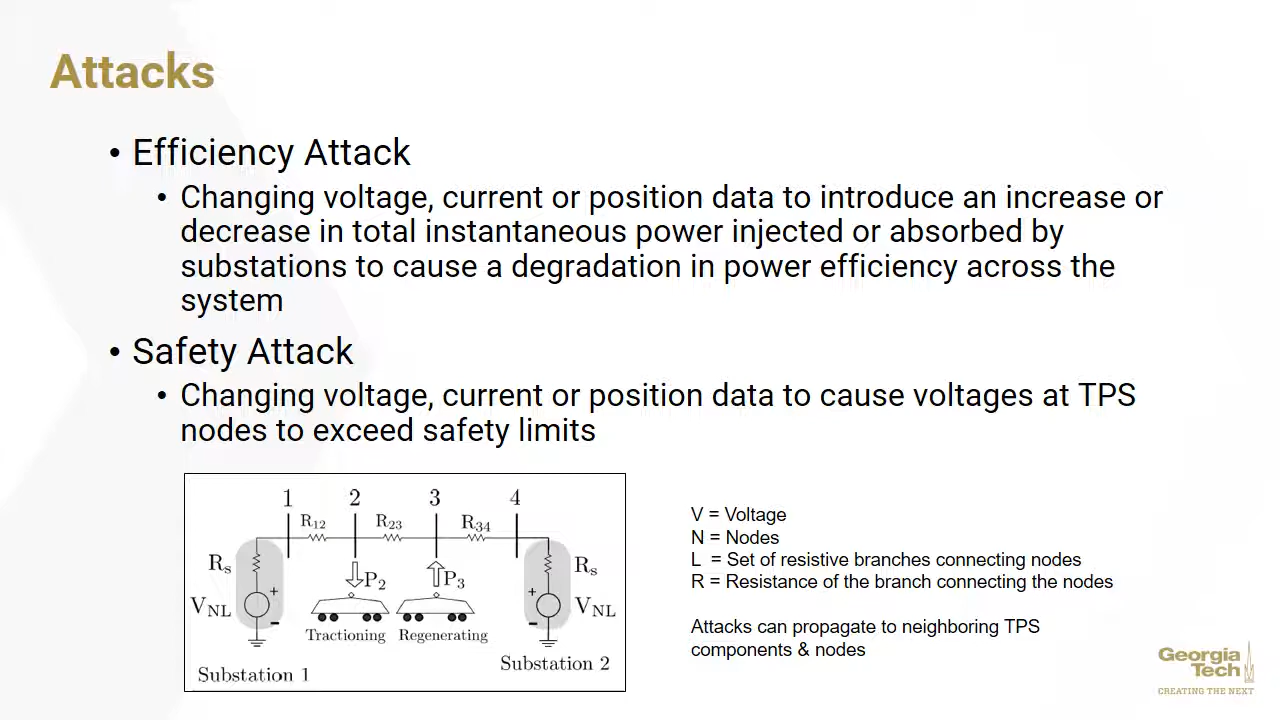 Attacks
• Efficiency Attack
• Changing voltage, current or position data to introduce an increase or
decrease in total instantaneous power injected or absorbed by
substations to cause a degradation in power efficiency across the
system
• Safety Attack
• Changing voltage, current or position data to cause voltages at TPS
nodes to exceed safety limits
1 2 3 4
R12 R23 R34
Rs Rs
P2 P3
+ +
VNL VNL
- -
Tractioning Regenerating
Substation 1 Substation 2
V = Voltage
N = Nodes
L = Set of resistive branches connecting nodes
R = Resistance of the branch connecting the nodes
Attacks can propagate to neighboring TPS
components & nodes
Georgia
Tech
CREATING THE NEXT